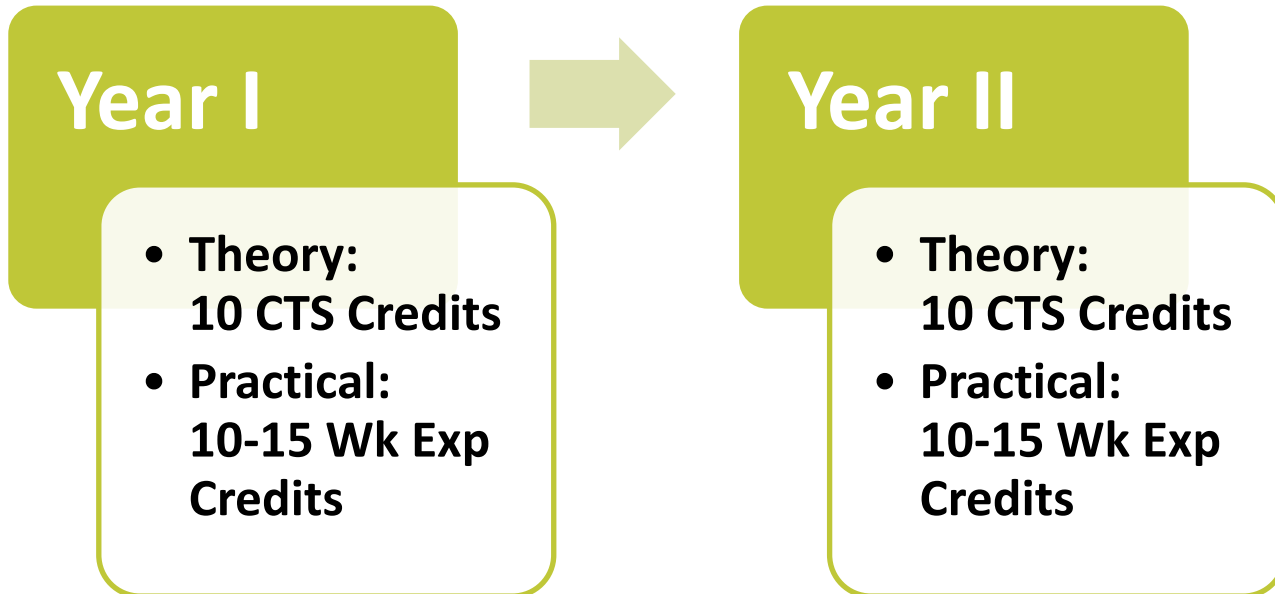 Year I
• Theory:
10 CTS Credits
• Practical:
10-15 Wk Exp
Credits
Year II
• Theory:
10 CTS Credits
• Practical:
10-15 Wk Exp
Credits